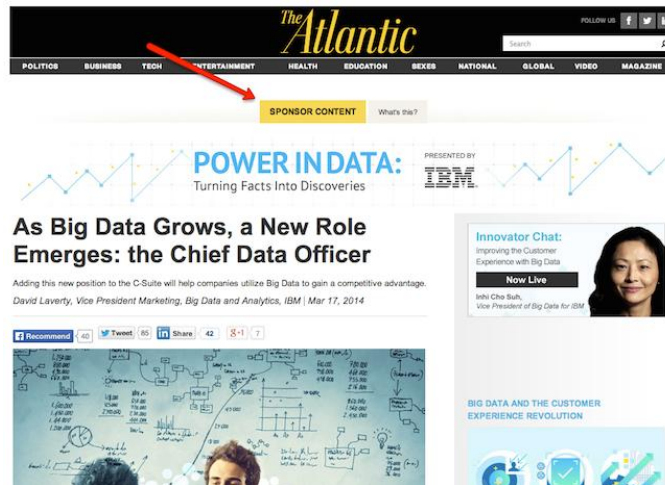 The Atlantic
FOLLOW US
Search
POLITICS BUSINESS TECH ENTERTAINMENT HEALTH EDUCATION SEXES NATIONAL GLOBAL VIDEO MAGAZINE
SPONSOR CONTENT What's this?
POWER IN DATA:
Turning Facts Into Discoveries
PRESENTED BY
IBM.
As Big Data Grows, a New Role
Emerges: the Chief Data Officer
Adding this new position to the C-Suite will help companies utilize Big Data to gain a competitive advantage.
David Laverty, Vice President Marketing, Big Data and Analytics, IBM | Mar 17, 2014
Recommend 40 Tweet 85 Share 42 g+1 7
Innovator Chat:
Improving the Customer
Experience with Big Data
Now Live
Inhi Cho Suh,
Vice President of Big Data for IBM
BIG DATA AND THE CUSTOMER
EXPERIENCE REVOLUTION